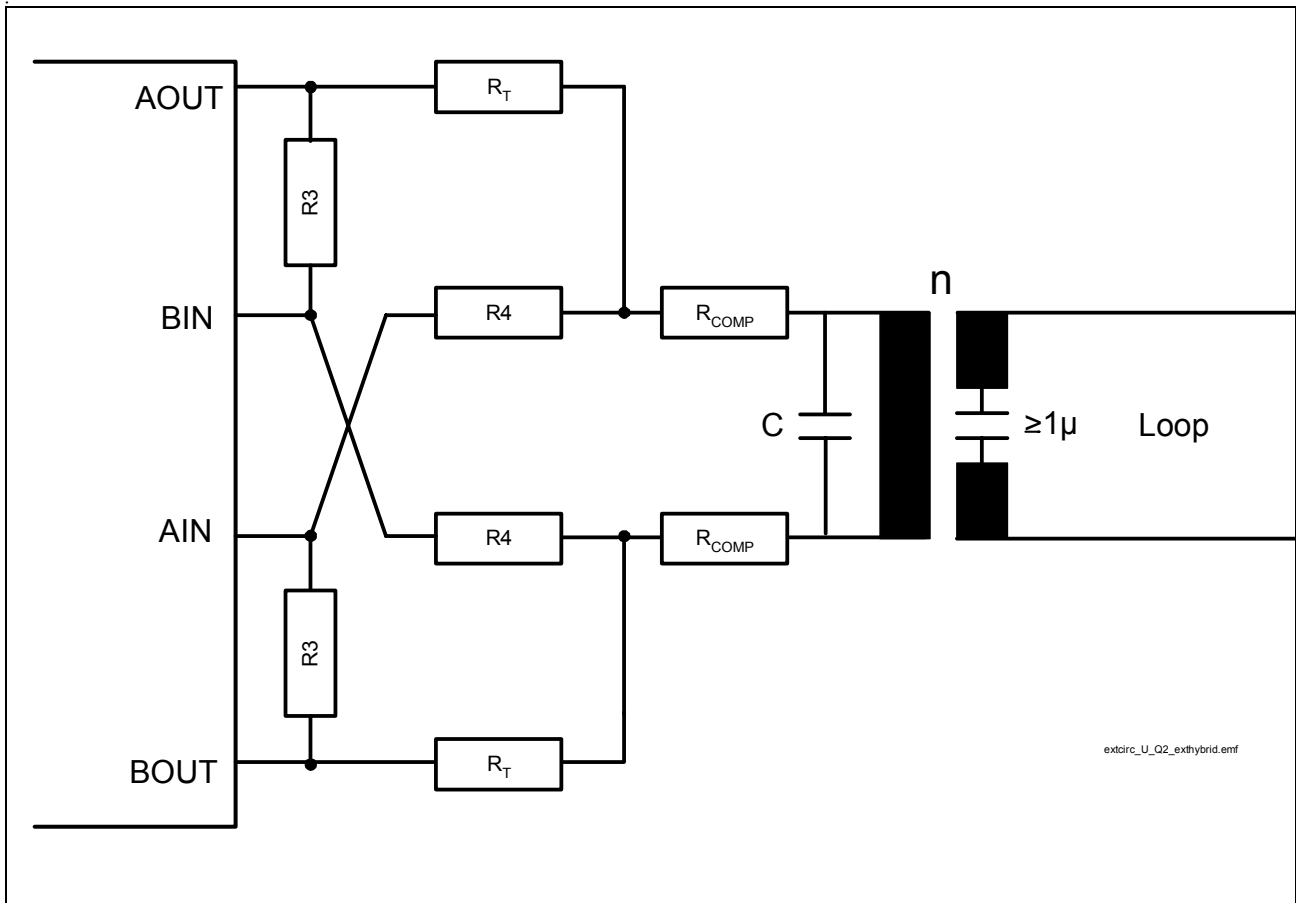 AOUT
R_T
R3
BIN
R4
R_COMP
n
C
≥1µ
Loop
AIN
R4
R_COMP
R3
BOUT
R_T
extcirc_U_Q2_exthybrid.emf